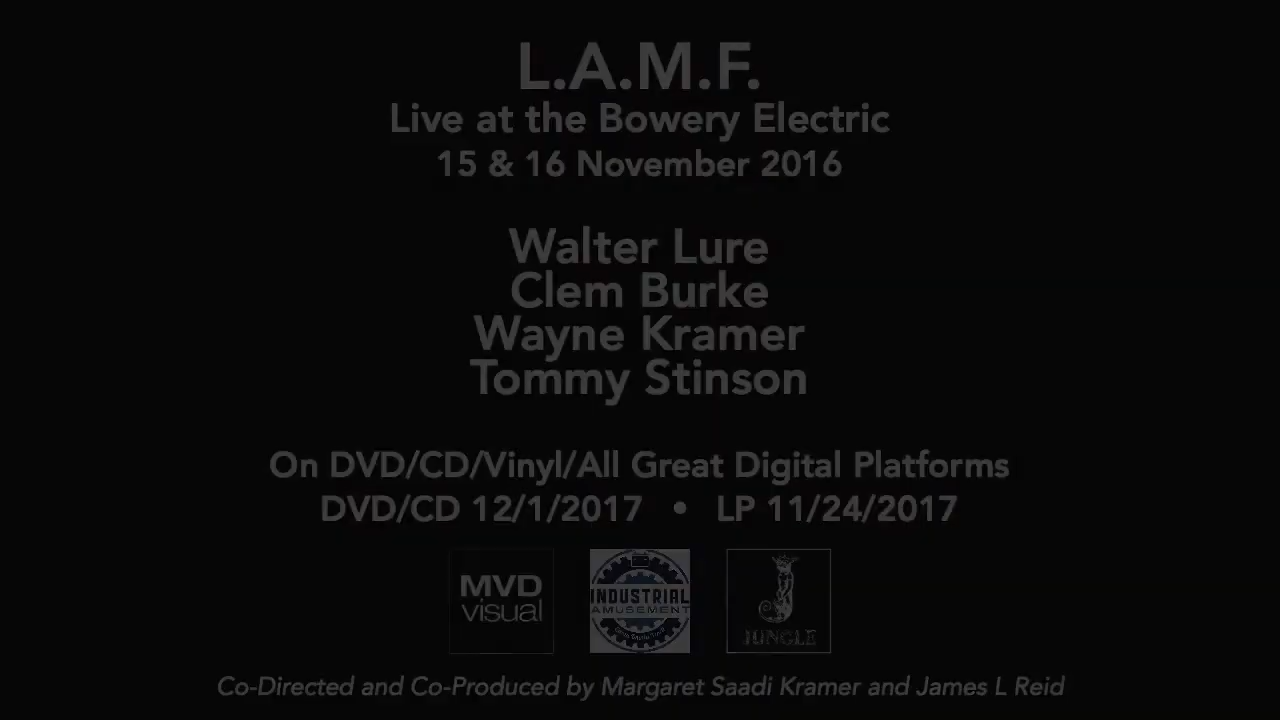 L.A.M.F.
Live at the Bowery Electric
15 & 16 November 2016
Walter Lure
Clem Burke
Wayne Kramer
Tommy Stinson
On DVD/CD/Vinyl/All Great Digital Platforms
DVD/CD 12/1/2017 • LP 11/24/2017
MVD
visual
INDUSTRIAL
AMUSEMENT
JUNGLE
Co-Directed and Co-Produced by Margaret Saadi Kramer and James L Reid